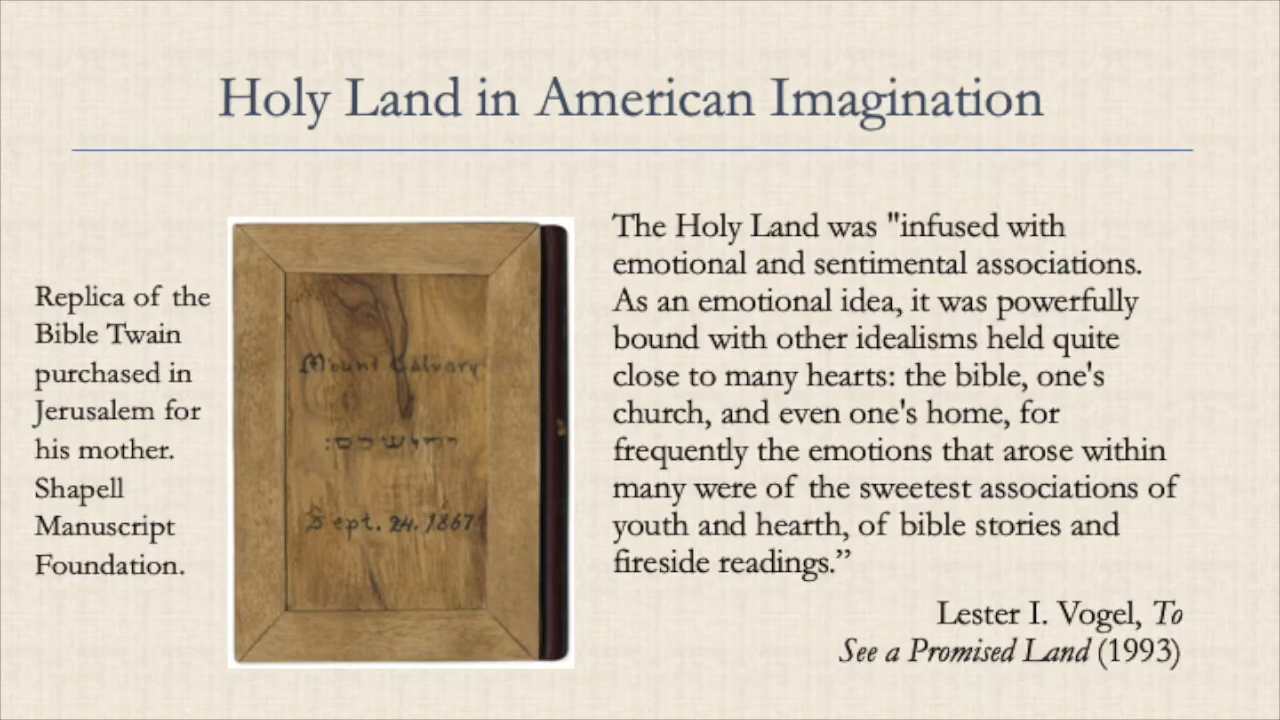 Holy Land in American Imagination
Replica of the
Bible Twain
purchased in
Jerusalem for
his mother.
Shapell
Manuscript
Foundation.
Mount Calvary
Sept. 24. 1867
The Holy Land was "infused with
emotional and sentimental associations.
As an emotional idea, it was powerfully
bound with other idealisms held quite
close to many hearts: the bible, one's
church, and even one's home, for
frequently the emotions that arose within
many were of the sweetest associations of
youth and hearth, of bible stories and
fireside readings.”
Lester I. Vogel, To
See a Promised Land (1993)